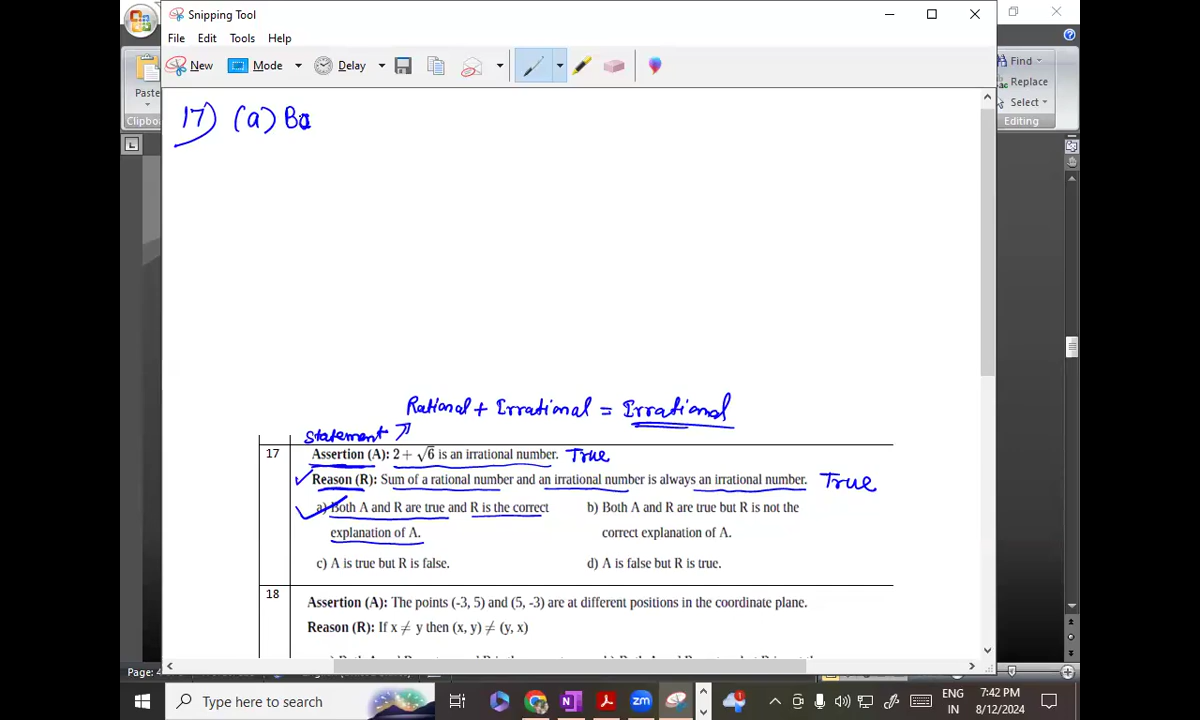 Snipping Tool
File Edit Tools Help
New Mode Delay
Find
Paste Replace
Select
Clipbo Editing
17) (a) Bo
Rational + Irrational = Irrational
Statement
17 Assertion (A): 2 + √6 is an irrational number. True
Reason (R): Sum of a rational number and an irrational number is always an irrational number. True
a) Both A and R are true and R is the correct explanation of A.
b) Both A and R are true but R is not the correct explanation of A.
c) A is true but R is false. d) A is false but R is true.
18 Assertion (A): The points (-3, 5) and (5, -3) are at different positions in the coordinate plane.
Reason (R): If x ≠ y then (x, y) ≠ (y, x)
Page: 4
Type here to search
ENG
IN
7:42 PM
8/12/2024